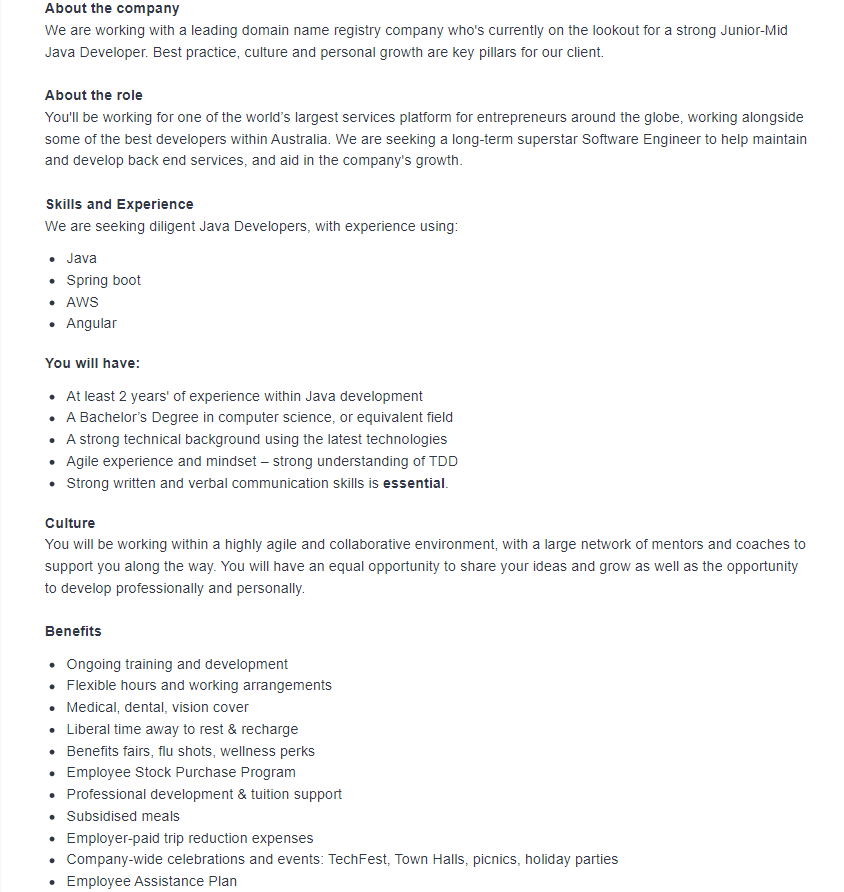 About the company
We are working with a leading domain name registry company who's currently on the lookout for a strong Junior-Mid
Java Developer. Best practice, culture and personal growth are key pillars for our client.
About the role
You'll be working for one of the world’s largest services platform for entrepreneurs around the globe, working alongside
some of the best developers within Australia. We are seeking a long-term superstar Software Engineer to help maintain
and develop back end services, and aid in the company's growth.
Skills and Experience
We are seeking diligent Java Developers, with experience using:
• Java
• Spring boot
• AWS
• Angular
You will have:
• At least 2 years' of experience within Java development
• A Bachelor’s Degree in computer science, or equivalent field
• A strong technical background using the latest technologies
• Agile experience and mindset – strong understanding of TDD
• Strong written and verbal communication skills is essential.
Culture
You will be working within a highly agile and collaborative environment, with a large network of mentors and coaches to
support you along the way. You will have an equal opportunity to share your ideas and grow as well as the opportunity
to develop professionally and personally.
Benefits
• Ongoing training and development
• Flexible hours and working arrangements
• Medical, dental, vision cover
• Liberal time away to rest & recharge
• Benefits fairs, flu shots, wellness perks
• Employee Stock Purchase Program
• Professional development & tuition support
• Subsidised meals
• Employer-paid trip reduction expenses
• Company-wide celebrations and events: TechFest, Town Halls, picnics, holiday parties
• Employee Assistance Plan